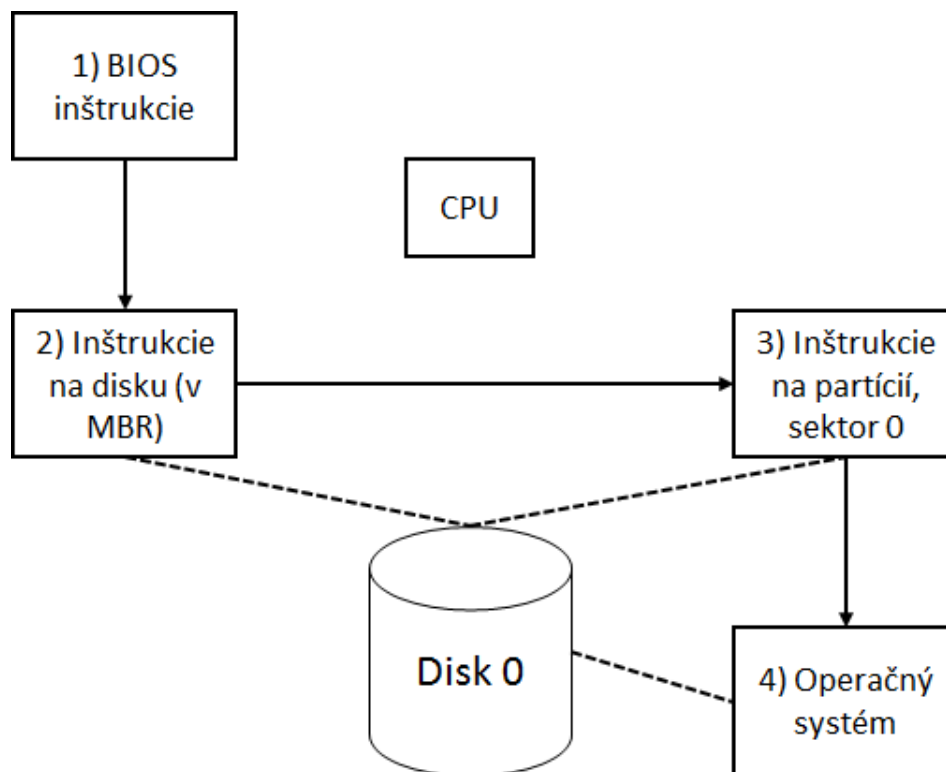 1) BIOS
inštrukcie
CPU
2) Inštrukcie
na disku (v
MBR)
3) Inštrukcie
na partícií,
sektor 0
Disk 0
4) Operačný
systém